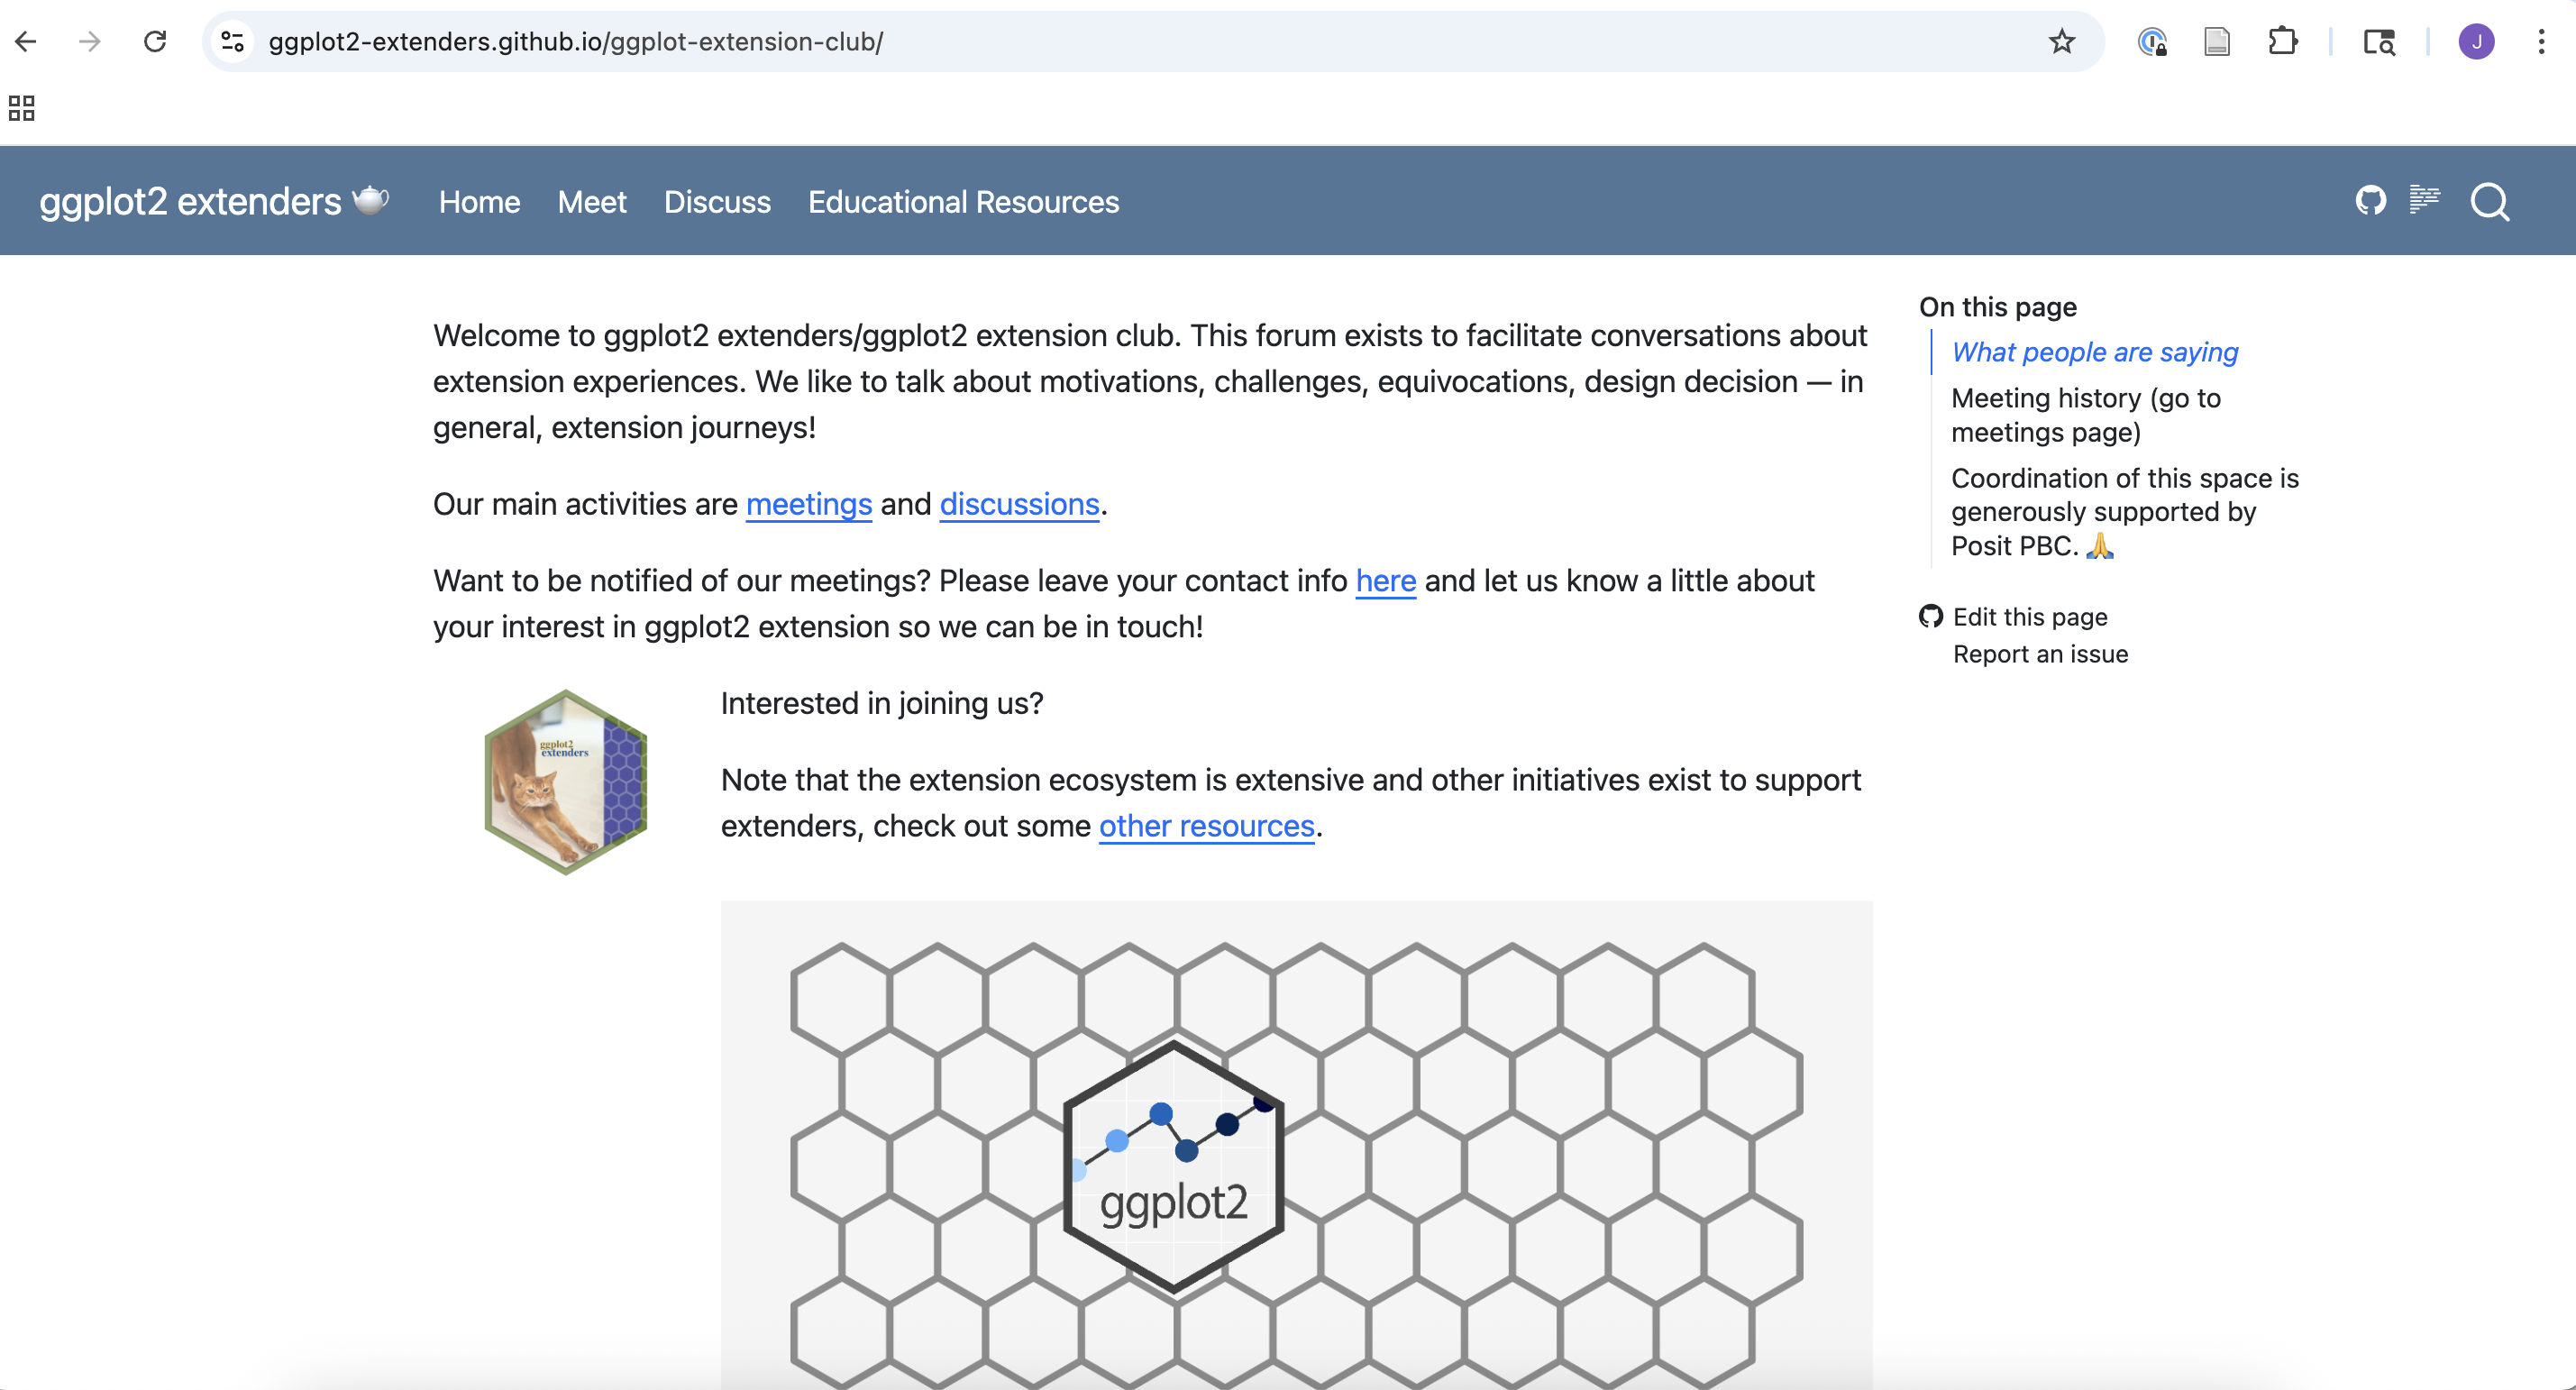 ggplot2-extenders.github.io/ggplot-extension-club/
J
ggplot2 extenders 🫖 Home Meet Discuss Educational Resources
Welcome to ggplot2 extenders/ggplot2 extension club. This forum exists to facilitate conversations about
extension experiences. We like to talk about motivations, challenges, equivocations, design decision — in
general, extension journeys!
Our main activities are meetings and discussions.
Want to be notified of our meetings? Please leave your contact info here and let us know a little about
your interest in ggplot2 extension so we can be in touch!
ggplot2
extenders
Interested in joining us?
Note that the extension ecosystem is extensive and other initiatives exist to support
extenders, check out some other resources.
ggplot2
On this page
What people are saying
Meeting history (go to
meetings page)
Coordination of this space is
generously supported by
Posit PBC. 🙏
Edit this page
Report an issue